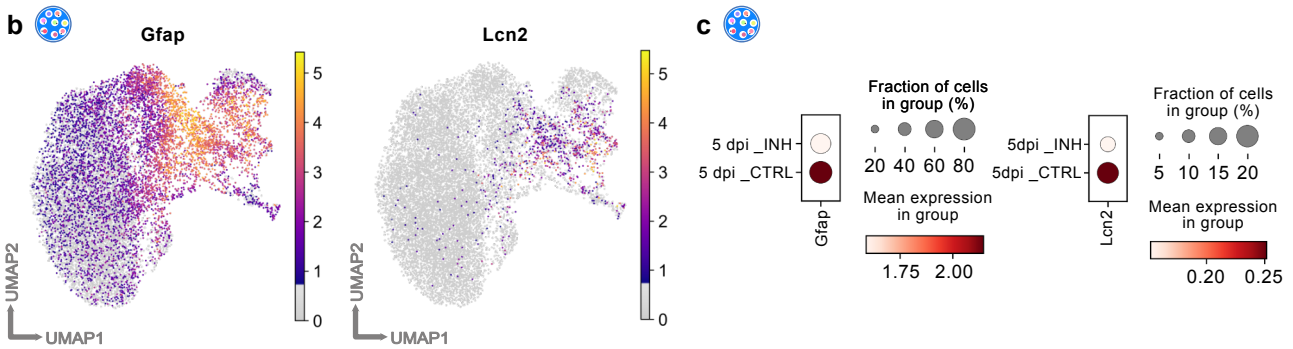 b
Gfap
5
4
3
2
1
0
UMAP2
UMAP1
Lcn2
5
4
3
2
1
0
UMAP2
UMAP1
c
5 dpi _INH
5 dpi _CTRL
Gfap
Fraction of cells
in group (%)
20 40 60 80
Mean expression
in group
1.75 2.00
5dpi _INH
5dpi _CTRL
Lcn2
Fraction of cells
in group (%)
5 10 15 20
Mean expression
in group
0.20 0.25